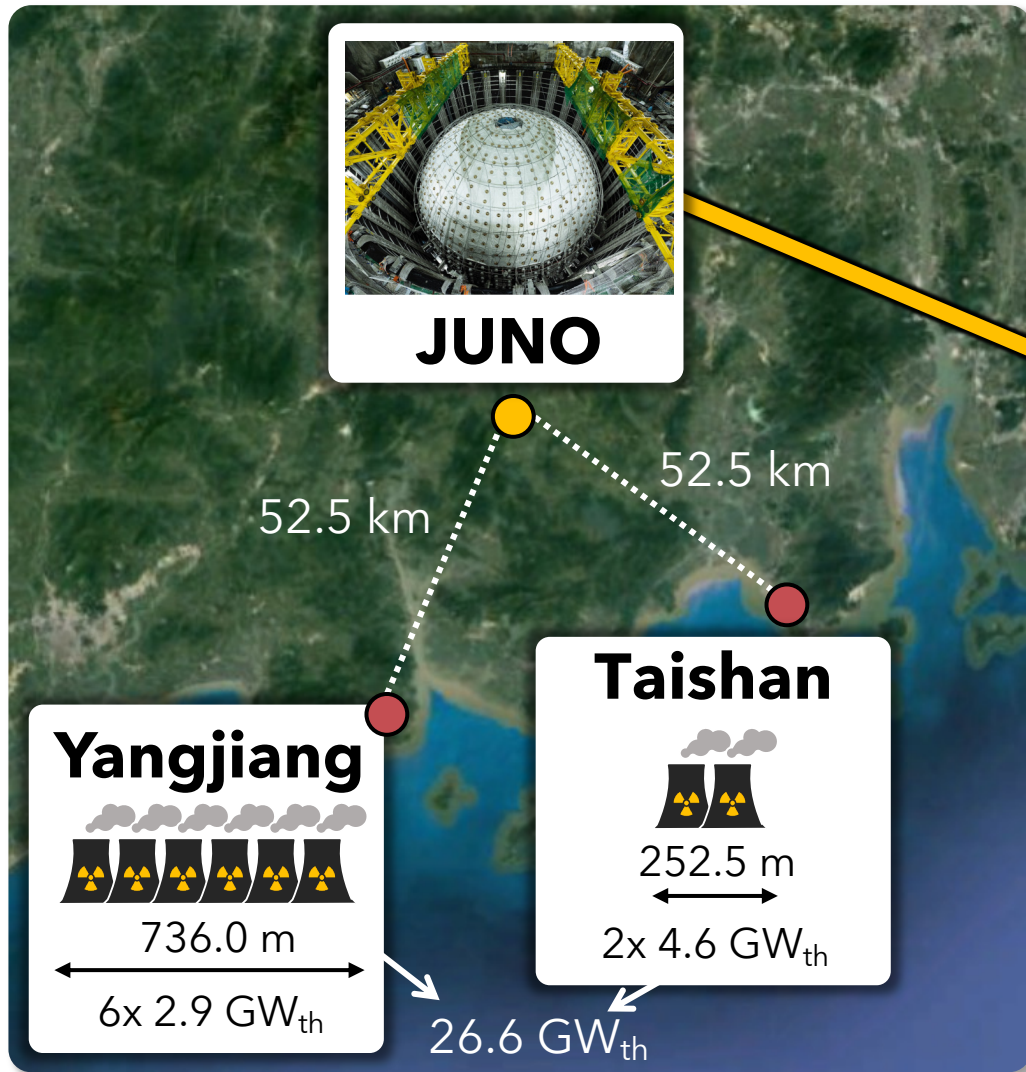 JUNO
52.5 km
52.5 km
Yangjiang
736.0 m
6x 2.9 GWth
Taishan
252.5 m
2x 4.6 GWth
26.6 GWth